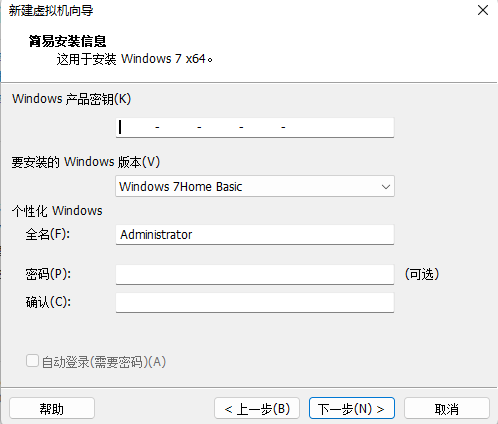 新建虚拟机向导
简易安装信息
这用于安装 Windows 7 x64。
Windows 产品密钥(K)
- - - -
要安装的 Windows 版本(V)
Windows 7Home Basic
个性化 Windows
全名(F): Administrator
密码(P): (可选)
确认(C):
自动登录(需要密码)(A)
帮助 < 上一步(B) 下一步(N) > 取消